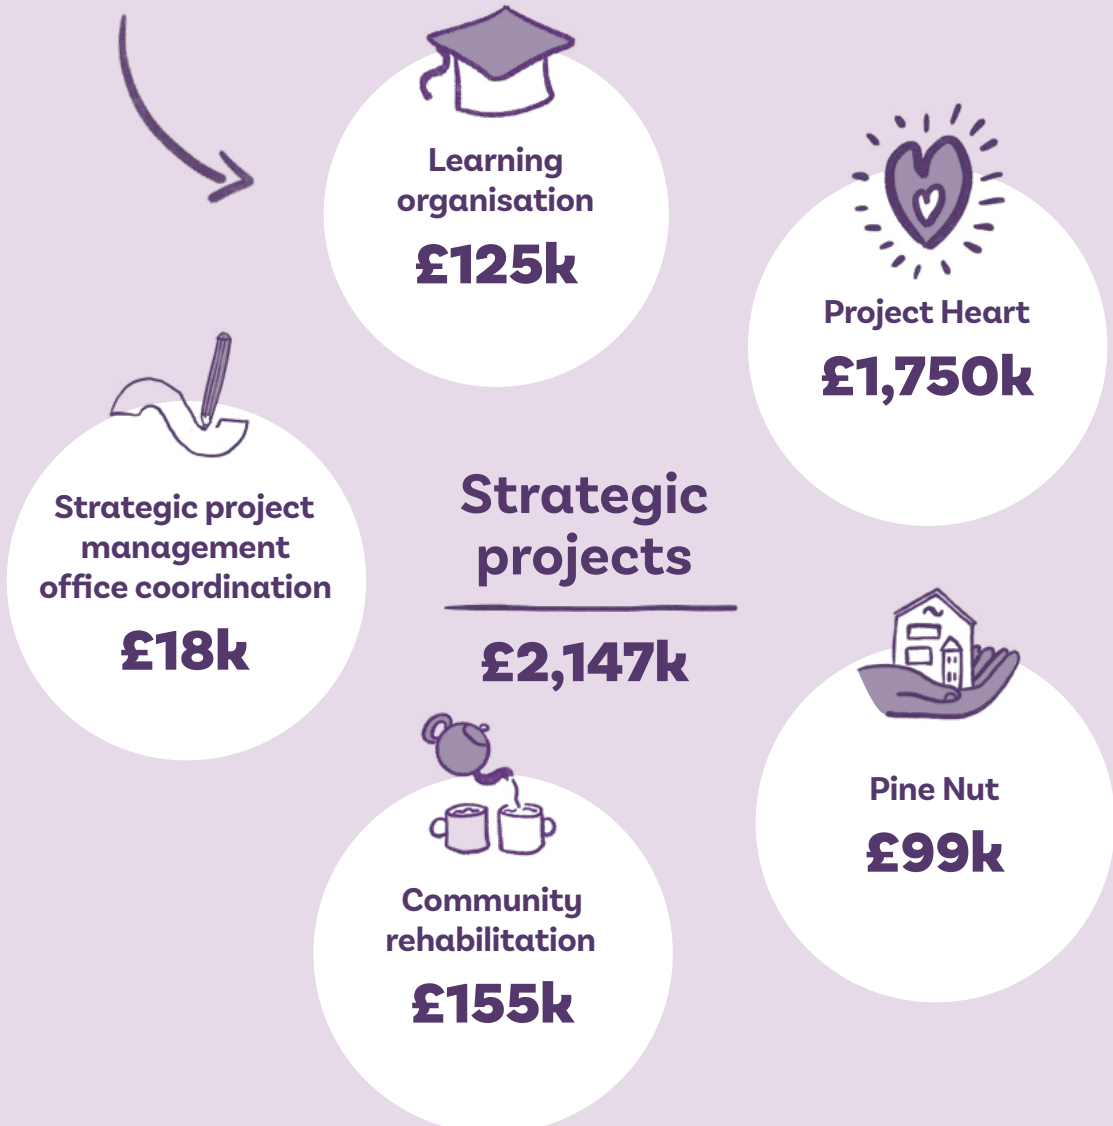 Learning
organisation
£125k
Project Heart
£1,750k
Strategic project
management
office coordination
£18k
Strategic
projects
£2,147k
Pine Nut
£99k
Community
rehabilitation
£155k